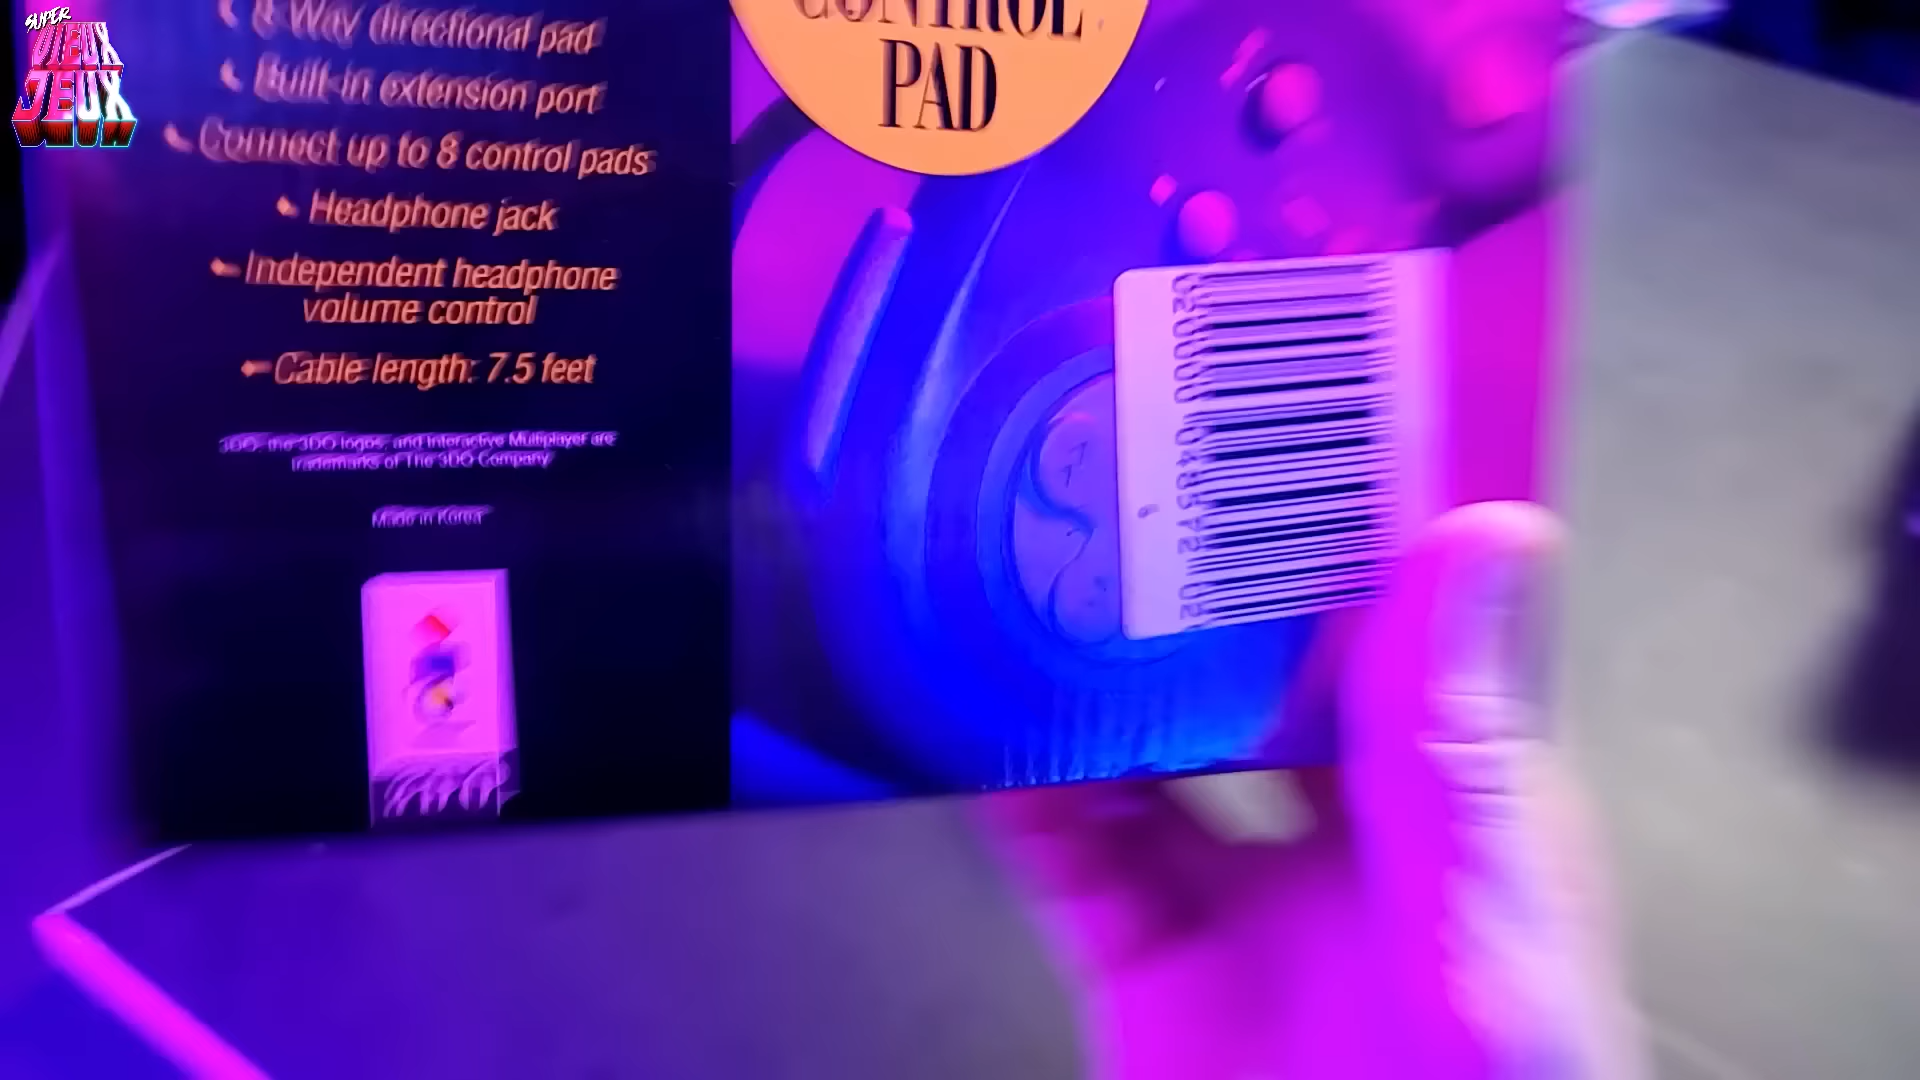 SUPER
VIEUX
JEUX
8-Way directional pad
Built-in extension port
Connect up to 8 control pads
Headphone jack
Independent headphone
volume control
Cable length: 7.5 feet
3DO, the 3DO logos, and Interactive Multiplayer are
trademarks of The 3DO Company
Made in Korea
CONTROL
PAD